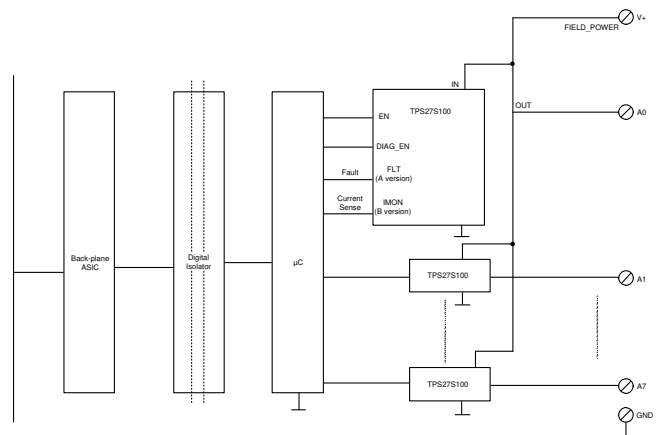 V+
FIELD_POWER
IN
TPS27S100
OUT
A0
EN
DIAG_EN
Fault
FLT
(A version)
Current
Sense
IMON
(B version)
Back-plane
ASIC
Digital
Isolator
µC
TPS27S100
A1
TPS27S100
A7
GND